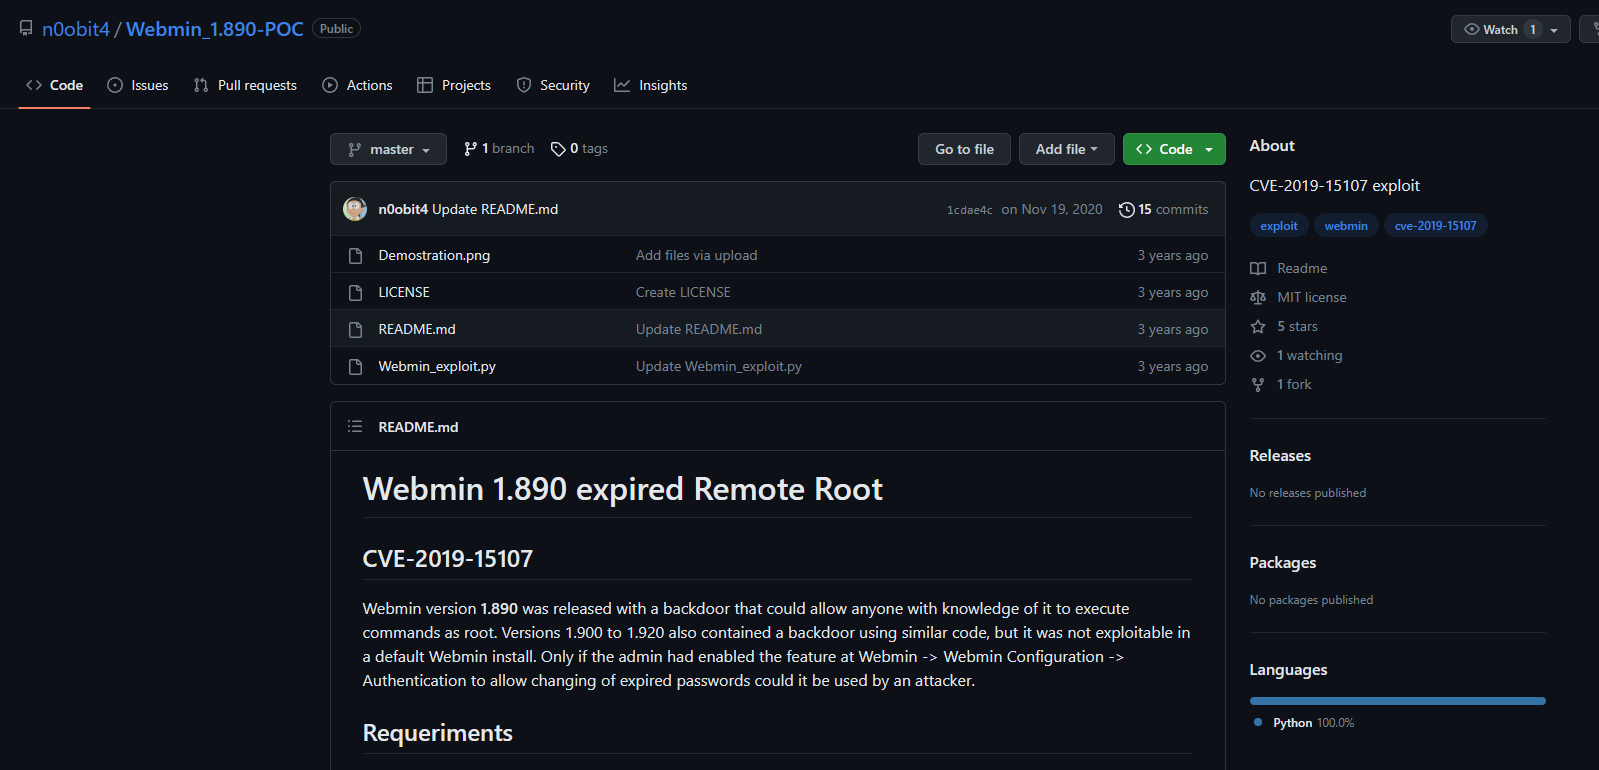 n0obit4 / Webmin_1.890-POC Public
Watch 1
Code Issues Pull requests Actions Projects Security Insights
master 1 branch 0 tags
Go to file Add file Code
n0obit4 Update README.md 1cdae4c on Nov 19, 2020 15 commits
Demostration.png Add files via upload 3 years ago
LICENSE Create LICENSE 3 years ago
README.md Update README.md 3 years ago
Webmin_exploit.py Update Webmin_exploit.py 3 years ago
README.md
Webmin 1.890 expired Remote Root
CVE-2019-15107
Webmin version 1.890 was released with a backdoor that could allow anyone with knowledge of it to execute
commands as root. Versions 1.900 to 1.920 also contained a backdoor using similar code, but it was not exploitable in
a default Webmin install. Only if the admin had enabled the feature at Webmin -> Webmin Configuration ->
Authentication to allow changing of expired passwords could it be used by an attacker.
Requeriments
About
CVE-2019-15107 exploit
exploit webmin cve-2019-15107
Readme
MIT license
5 stars
1 watching
1 fork
Releases
No releases published
Packages
No packages published
Languages
Python 100.0%